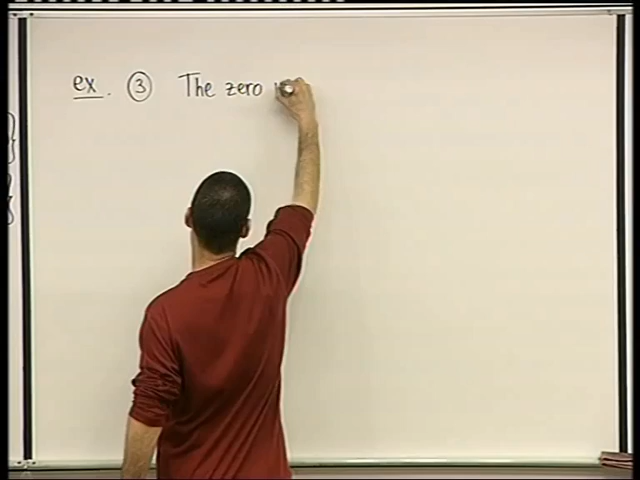 ex. ③ The zero